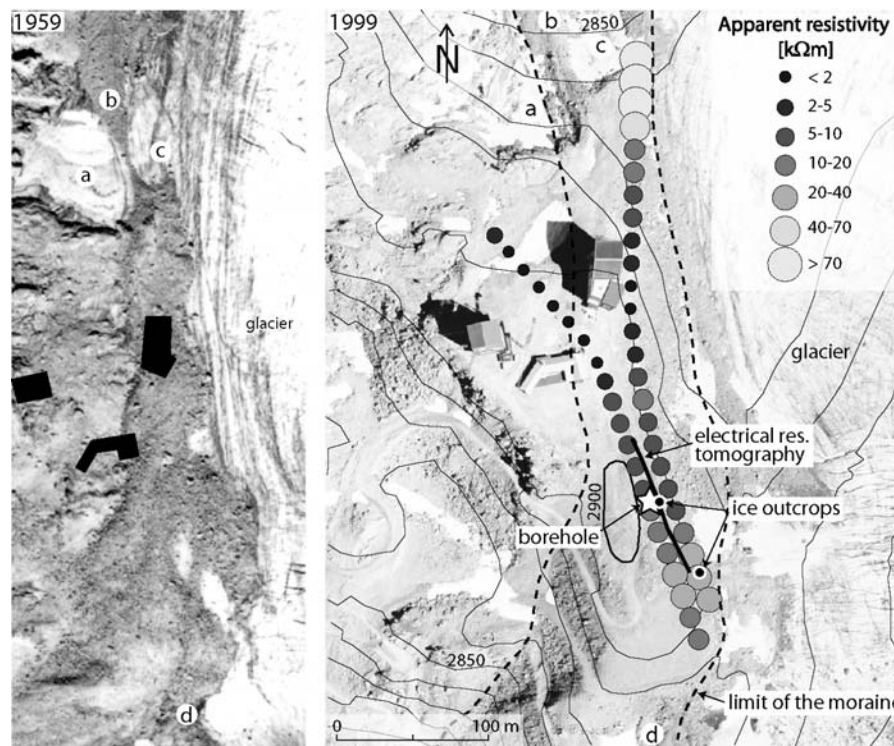 1959
b
a
c
glacier
d
1999
b
2850
c
N
a
Apparent resistivity
[kΩm]
< 2
2-5
5-10
10-20
20-40
40-70
> 70
glacier
electrical res.
tomography
2900
ice outcrops
borehole
2850
limit of the moraine
0
100 m
d